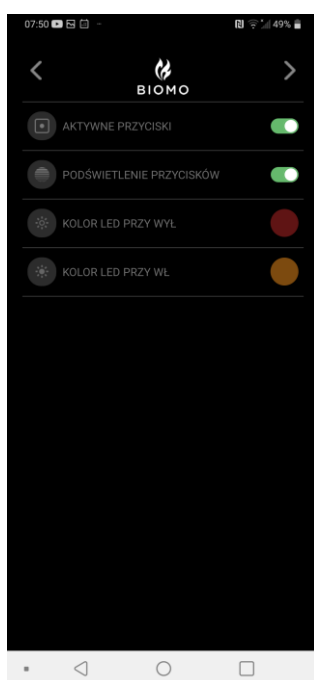 07:50
49%
BIOMO
AKTYWNE PRZYCISKI
PODŚWIETLENIE PRZYCISKÓW
KOLOR LED PRZY WYŁ
KOLOR LED PRZY WŁ